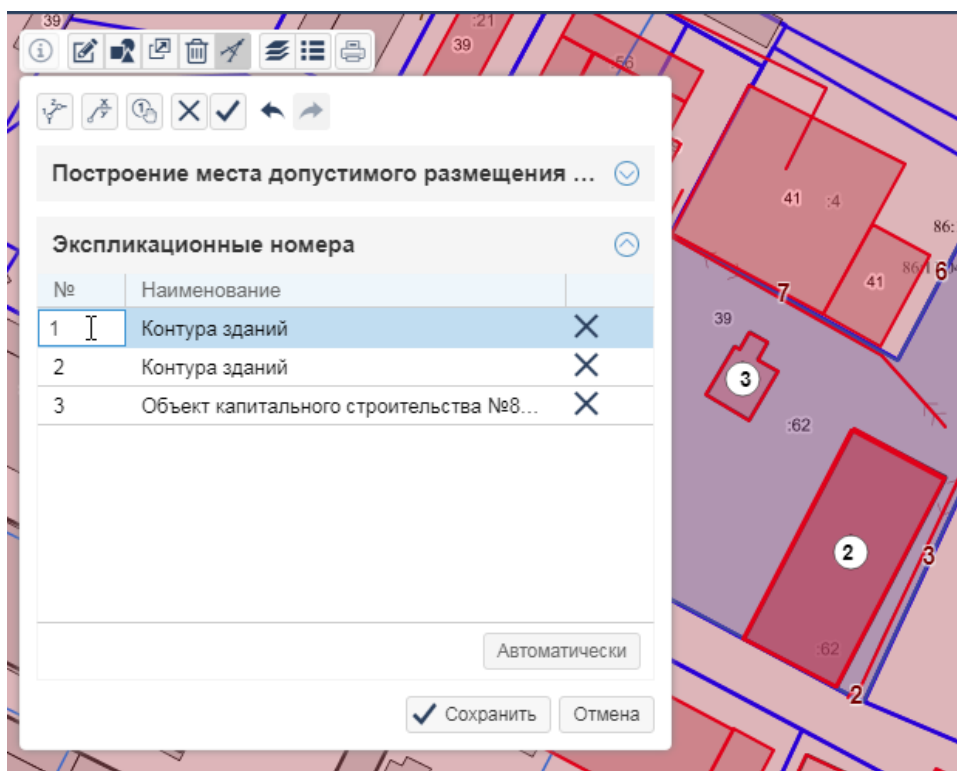 39
:21
39
:56
Построение места допустимого размещения ...
Экспликационные номера
№ Наименование
1 Контура зданий
2 Контура зданий
3 Объект капитального строительства №8...
Автоматически
Сохранить Отмена
41 :4
86:
6
41
7
39
3
:62
2
3
:62
2